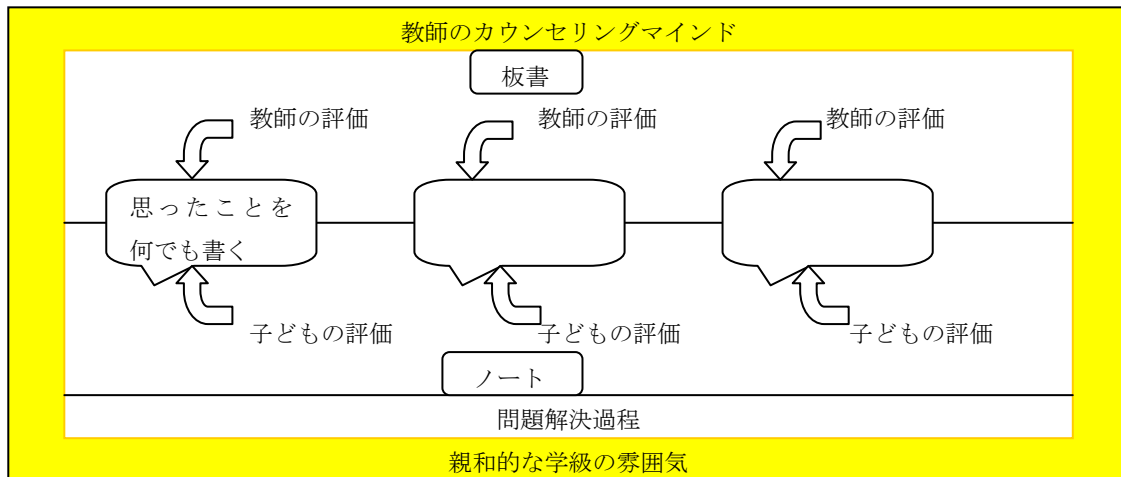 教師のカウンセリングマインド
板書
教師の評価
教師の評価
教師の評価
思ったことを
何でも書く
子どもの評価
子どもの評価
子どもの評価
ノート
問題解決過程
親和的な学級の雰囲気